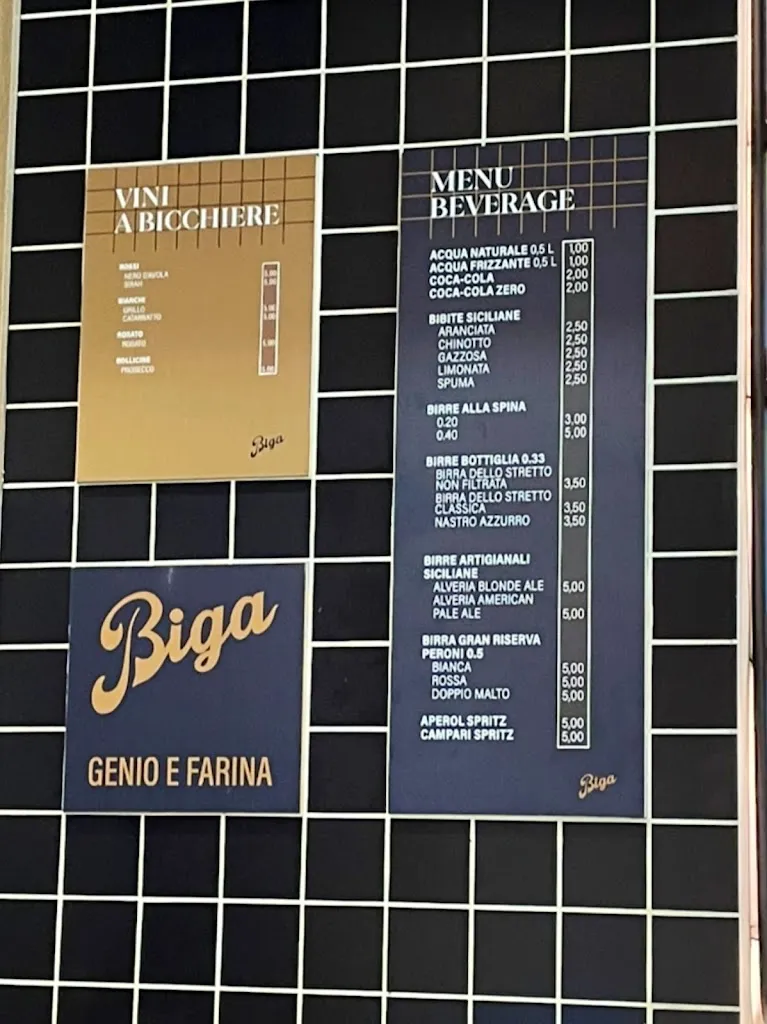 VINI
A BICCHIERE
ROSSI
NERO D'AVOLA
SIRAH
BIANCHI
GRILLO
CATARRATTO
ROSATO
ROSATO
BOLLICINE
PROSECCO
Biga
Biga
GENIO E FARINA
MENU
BEVERAGE
ACQUA NATURALE 0,5 L 1,00
ACQUA FRIZZANTE 0,5 L 1,00
COCA-COLA 2,00
COCA-COLA ZERO 2,00
BIBITE SICILIANE
ARANCIATA 2,50
CHINOTTO 2,50
GAZZOSA 2,50
LIMONATA 2,50
SPUMA 2,50
BIRRE ALLA SPINA
0.20 3,00
0.40 5,00
BIRRE BOTTIGLIA 0.33
BIRRA DELLO STRETTO
NON FILTRATA 3,50
BIRRA DELLO STRETTO
CLASSICA 3,50
NASTRO AZZURRO 3,50
BIRRE ARTIGIANALI
SICILIANE
ALVERIA BLONDE ALE 5,00
ALVERIA AMERICAN
PALE ALE 5,00
BIRRA GRAN RISERVA
PERONI 0.5
BIANCA 5,00
ROSSA 5,00
DOPPIO MALTO 5,00
APEROL SPRITZ 5,00
CAMPARI SPRITZ 5,00
Biga